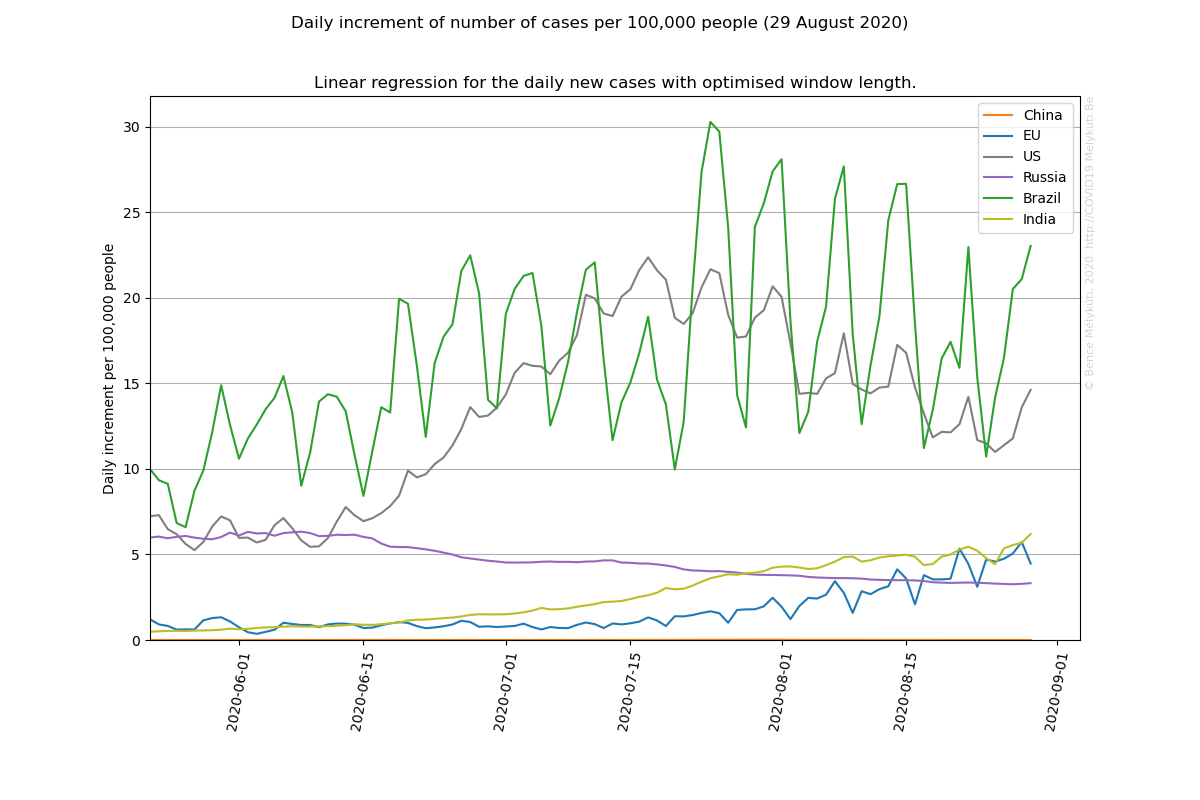 Daily increment of number of cases per 100,000 people (29 August 2020)
Linear regression for the daily new cases with optimised window length.
30
25
20
15
10
5
0
Daily increment per 100,000 people
China
EU
US
Russia
Brazil
India
2020-06-01
2020-06-15
2020-07-01
2020-07-15
2020-08-01
2020-08-15
2020-09-01
© Bence Mélykúti, 2020. http://COVID19.Melykuti.Be